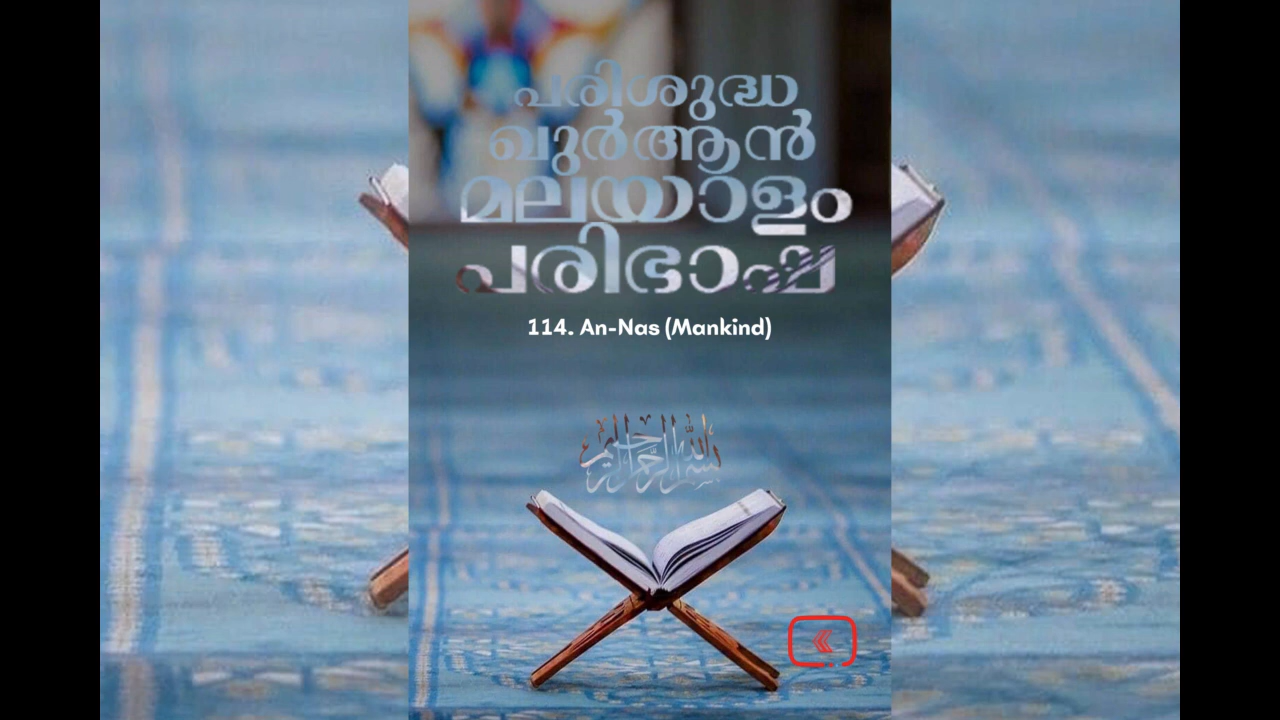 പരിശുദ്ധ
ഖുർആൻ
മലയാളം
പരിഭാഷ
114. An-Nas (Mankind)
بسم الله الرحمن الرحيم